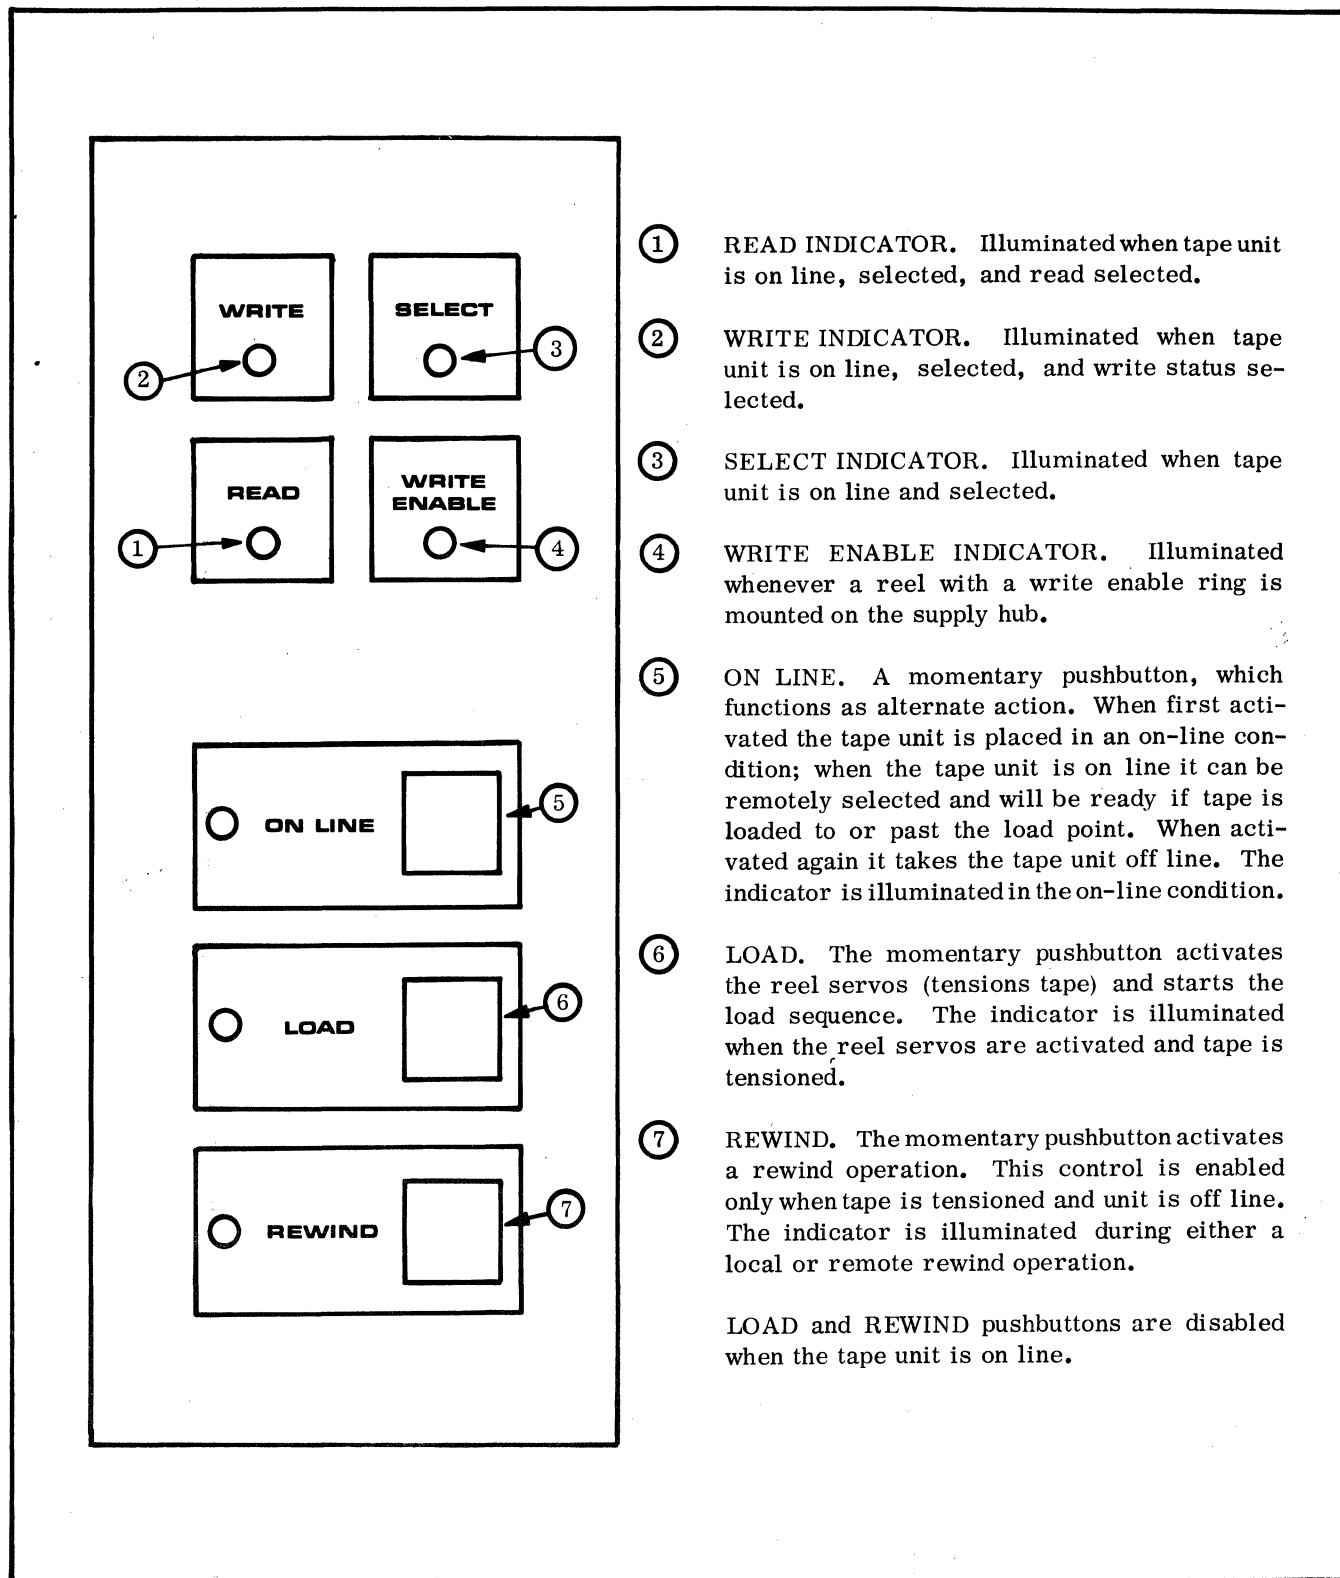 WRITE
SELECT
3
2
READ
WRITE
ENABLE
1
4
ON LINE
5
LOAD
6
REWIND
7
1 READ INDICATOR. Illuminated when tape unit
is on line, selected, and read selected.
2 WRITE INDICATOR. Illuminated when tape
unit is on line, selected, and write status se-
lected.
3 SELECT INDICATOR. Illuminated when tape
unit is on line and selected.
4 WRITE ENABLE INDICATOR. Illuminated
whenever a reel with a write enable ring is
mounted on the supply hub.
5 ON LINE. A momentary pushbutton, which
functions as alternate action. When first acti-
vated the tape unit is placed in an on-line con-
dition; when the tape unit is on line it can be
remotely selected and will be ready if tape is
loaded to or past the load point. When acti-
vated again it takes the tape unit off line. The
indicator is illuminated in the on-line condition.
6 LOAD. The momentary pushbutton activates
the reel servos (tensions tape) and starts the
load sequence. The indicator is illuminated
when the reel servos are activated and tape is
tensioned.
7 REWIND. The momentary pushbutton activates
a rewind operation. This control is enabled
only when tape is tensioned and unit is off line.
The indicator is illuminated during either a
local or remote rewind operation.
LOAD and REWIND pushbuttons are disabled
when the tape unit is on line.